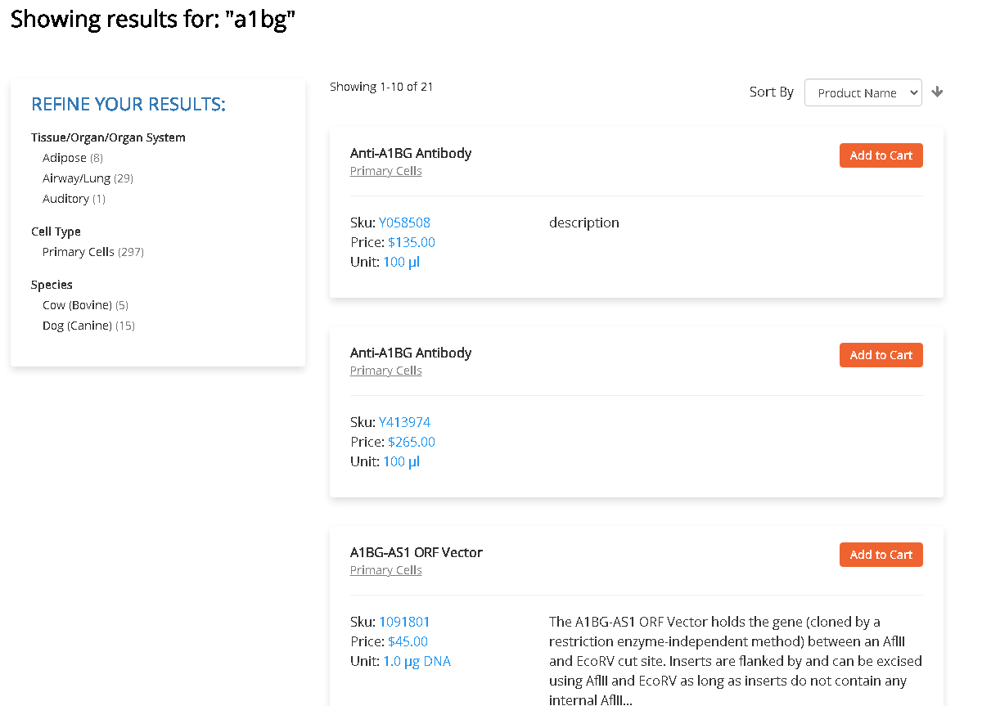 Showing results for: "a1bg"
REFINE YOUR RESULTS:
Tissue/Organ/Organ System
Adipose (8)
Airway/Lung (29)
Auditory (1)
Cell Type
Primary Cells (297)
Species
Cow (Bovine) (5)
Dog (Canine) (15)
Showing 1-10 of 21
Sort By Product Name
Anti-A1BG Antibody
Add to Cart
Primary Cells
Sku: Y058508
Price: $135.00
Unit: 100 µl
description
Anti-A1BG Antibody
Add to Cart
Primary Cells
Sku: Y413974
Price: $265.00
Unit: 100 µl
A1BG-AS1 ORF Vector
Add to Cart
Primary Cells
Sku: 1091801
Price: $45.00
Unit: 1.0 µg DNA
The A1BG-AS1 ORF Vector holds the gene (cloned by a
restriction enzyme-independent method) between an AflII
and EcoRV cut site. Inserts are flanked by and can be excised
using AflII and EcoRV as long as inserts do not contain any
internal AflII...